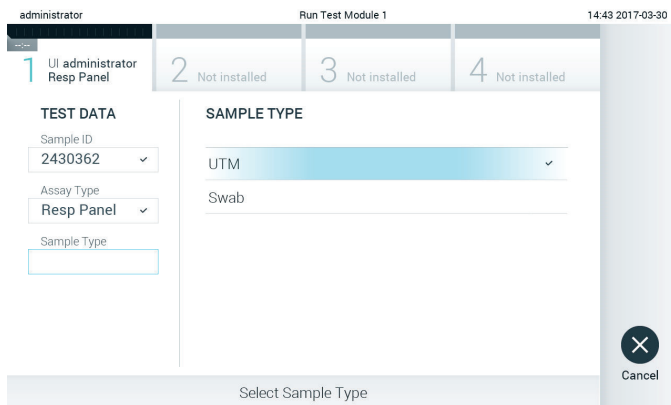 administrator
Run Test Module 1
14:43 2017-03-30
--:--
1 UI administrator
Resp Panel
2 Not installed
3 Not installed
4 Not installed
TEST DATA
Sample ID
2430362
Assay Type
Resp Panel
Sample Type
SAMPLE TYPE
UTM
Swab
Cancel
Select Sample Type